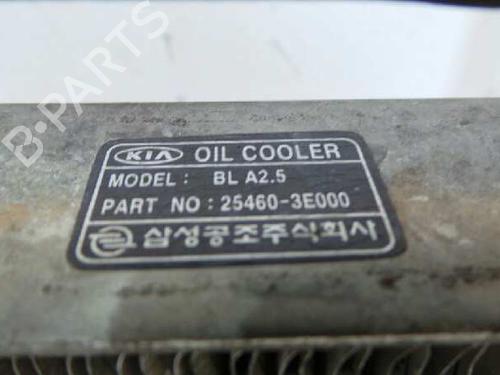 B-PARTS
KIA OIL COOLER
MODEL : BL A2.5
PART NO : 25460-3E000
삼성공조주식회사